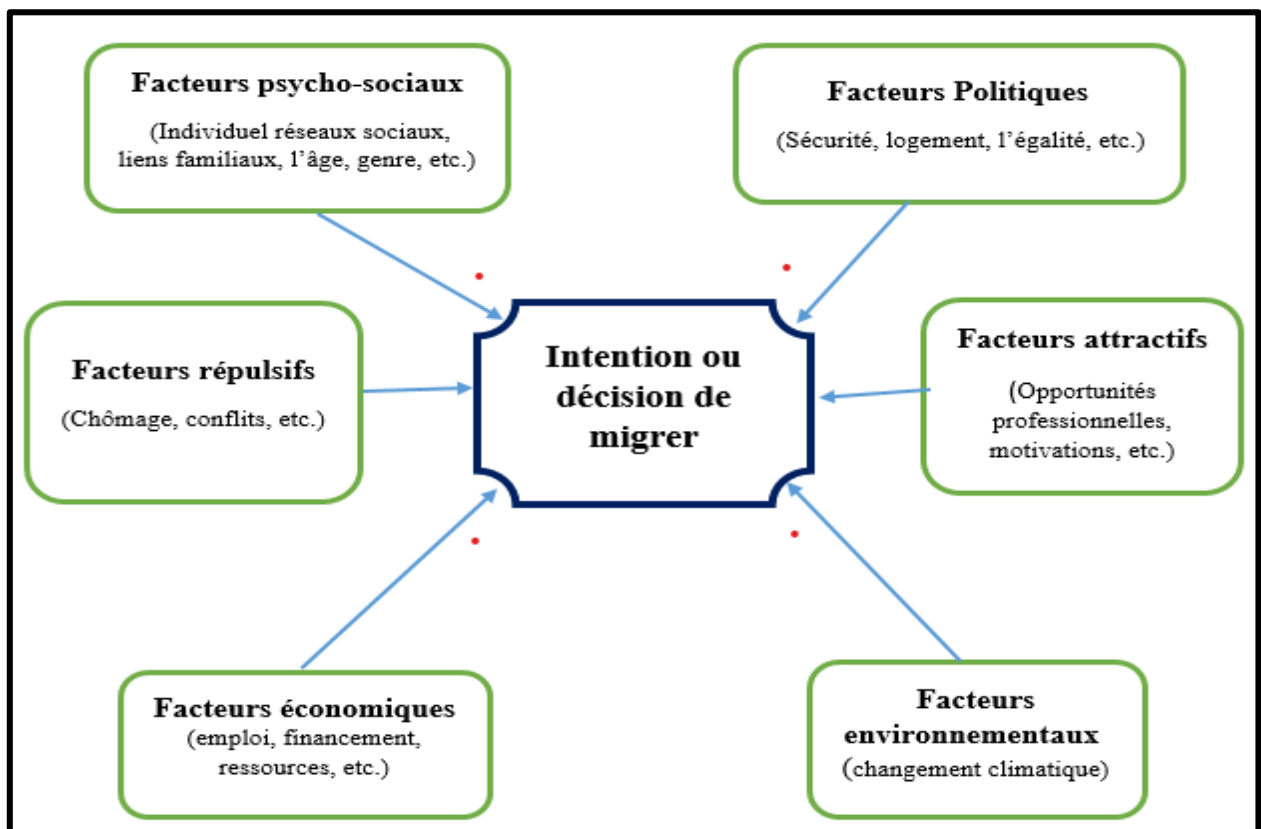 Facteurs psycho-sociaux
(Individuel réseaux sociaux,
liens familiaux, l’âge, genre, etc.)
Facteurs Politiques
(Sécurité, logement, l’égalité, etc.)
Facteurs répulsifs
(Chômage, conflits, etc.)
Intention ou
décision de
migrer
Facteurs attractifs
(Opportunités
professionnelles,
motivations, etc.)
Facteurs économiques
(emploi, financement,
ressources, etc.)
Facteurs
environnementaux
(changement climatique)